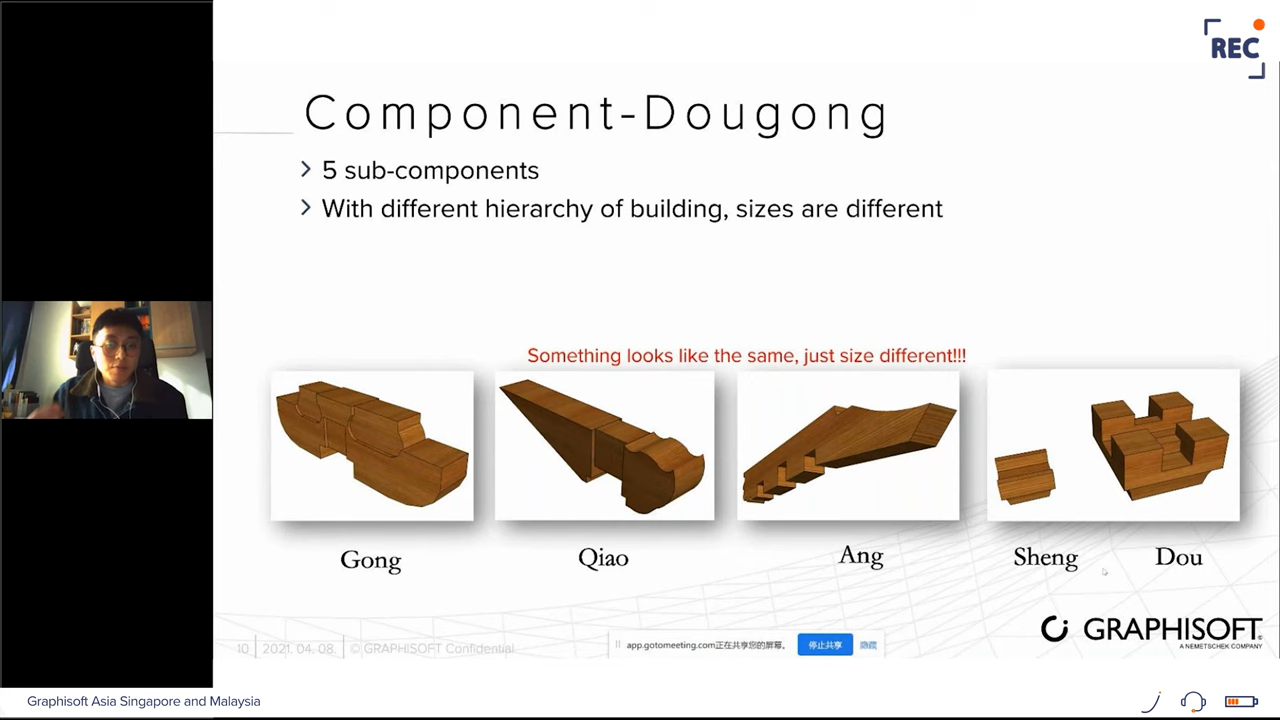 REC
Component-Dougong
5 sub-components
With different hierarchy of building, sizes are different
Something looks like the same, just size different!!!
Gong
Qiao
Ang
Sheng
Dou
GRAPHISOFT
A NEMETSCHEK COMPANY
10 2021. 04. 08. © GRAPHISOFT Confidential
app.gotomeeting.com正在共享您的屏幕。 停止共享 隐藏
Graphisoft Asia Singapore and Malaysia